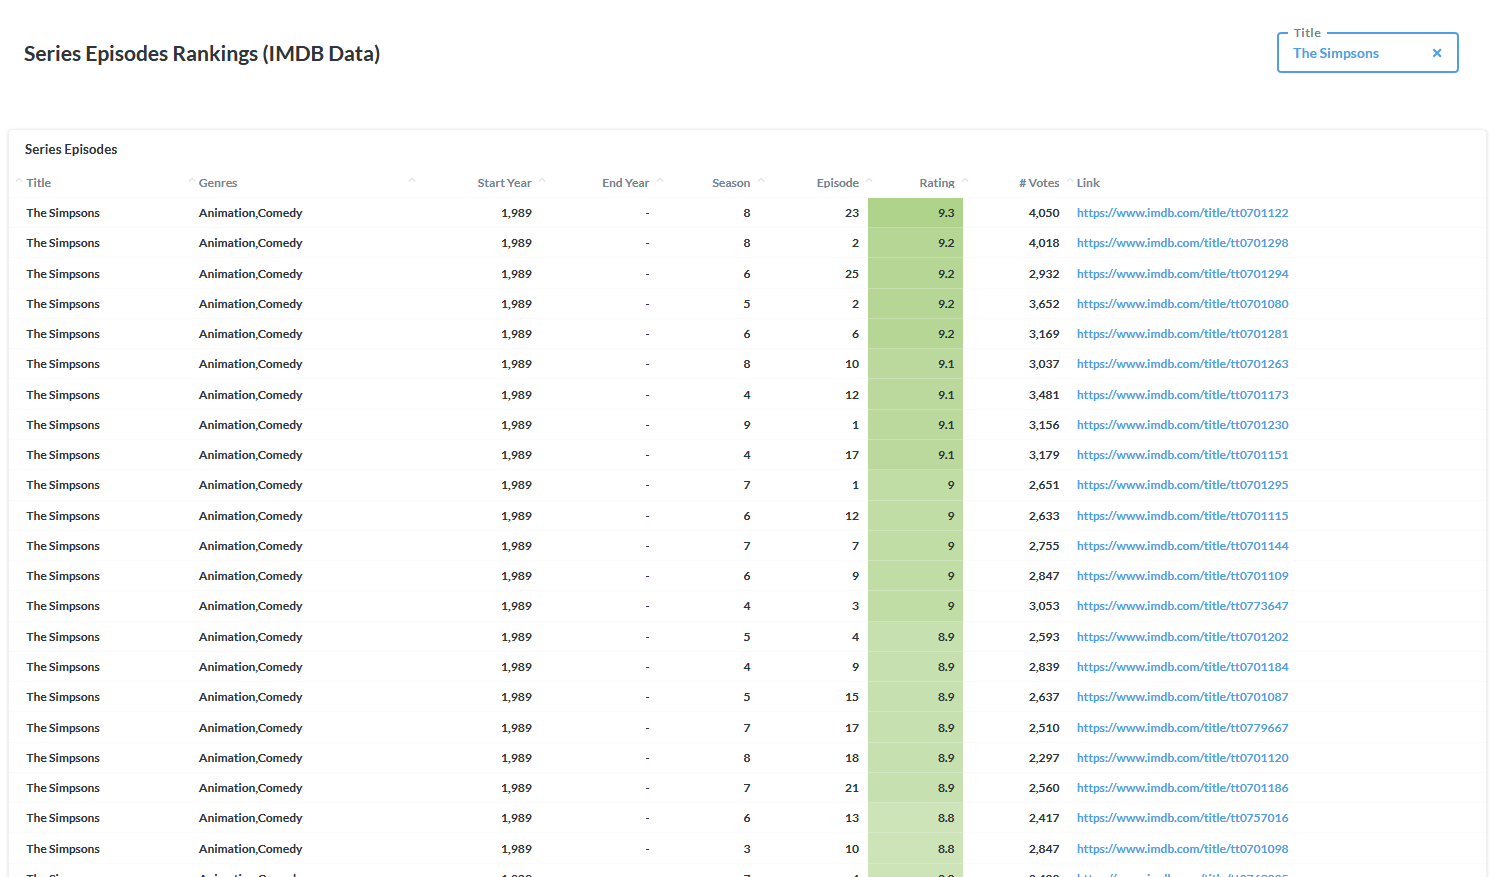 Title
Series Episodes Rankings (IMDB Data)
The Simpsons ×
Series Episodes
Title Genres Start Year End Year Season Episode Rating # Votes Link
The Simpsons Animation,Comedy 1,989 - 8 23 9.3 4,050 https://www.imdb.com/title/tt0701122
The Simpsons Animation,Comedy 1,989 - 8 2 9.2 4,018 https://www.imdb.com/title/tt0701298
The Simpsons Animation,Comedy 1,989 - 6 25 9.2 2,932 https://www.imdb.com/title/tt0701294
The Simpsons Animation,Comedy 1,989 - 5 2 9.2 3,652 https://www.imdb.com/title/tt0701080
The Simpsons Animation,Comedy 1,989 - 6 6 9.2 3,169 https://www.imdb.com/title/tt0701281
The Simpsons Animation,Comedy 1,989 - 8 10 9.1 3,037 https://www.imdb.com/title/tt0701263
The Simpsons Animation,Comedy 1,989 - 4 12 9.1 3,481 https://www.imdb.com/title/tt0701173
The Simpsons Animation,Comedy 1,989 - 9 1 9.1 3,156 https://www.imdb.com/title/tt0701230
The Simpsons Animation,Comedy 1,989 - 4 17 9.1 3,179 https://www.imdb.com/title/tt0701151
The Simpsons Animation,Comedy 1,989 - 7 1 9 2,651 https://www.imdb.com/title/tt0701295
The Simpsons Animation,Comedy 1,989 - 6 12 9 2,633 https://www.imdb.com/title/tt0701115
The Simpsons Animation,Comedy 1,989 - 7 7 9 2,755 https://www.imdb.com/title/tt0701144
The Simpsons Animation,Comedy 1,989 - 6 9 9 2,847 https://www.imdb.com/title/tt0701109
The Simpsons Animation,Comedy 1,989 - 4 3 9 3,053 https://www.imdb.com/title/tt0773647
The Simpsons Animation,Comedy 1,989 - 5 4 8.9 2,593 https://www.imdb.com/title/tt0701202
The Simpsons Animation,Comedy 1,989 - 4 9 8.9 2,839 https://www.imdb.com/title/tt0701184
The Simpsons Animation,Comedy 1,989 - 5 15 8.9 2,637 https://www.imdb.com/title/tt0701087
The Simpsons Animation,Comedy 1,989 - 7 17 8.9 2,510 https://www.imdb.com/title/tt0779667
The Simpsons Animation,Comedy 1,989 - 8 18 8.9 2,297 https://www.imdb.com/title/tt0701120
The Simpsons Animation,Comedy 1,989 - 7 21 8.9 2,560 https://www.imdb.com/title/tt0701186
The Simpsons Animation,Comedy 1,989 - 6 13 8.8 2,417 https://www.imdb.com/title/tt0757016
The Simpsons Animation,Comedy 1,989 - 3 10 8.8 2,847 https://www.imdb.com/title/tt0701098